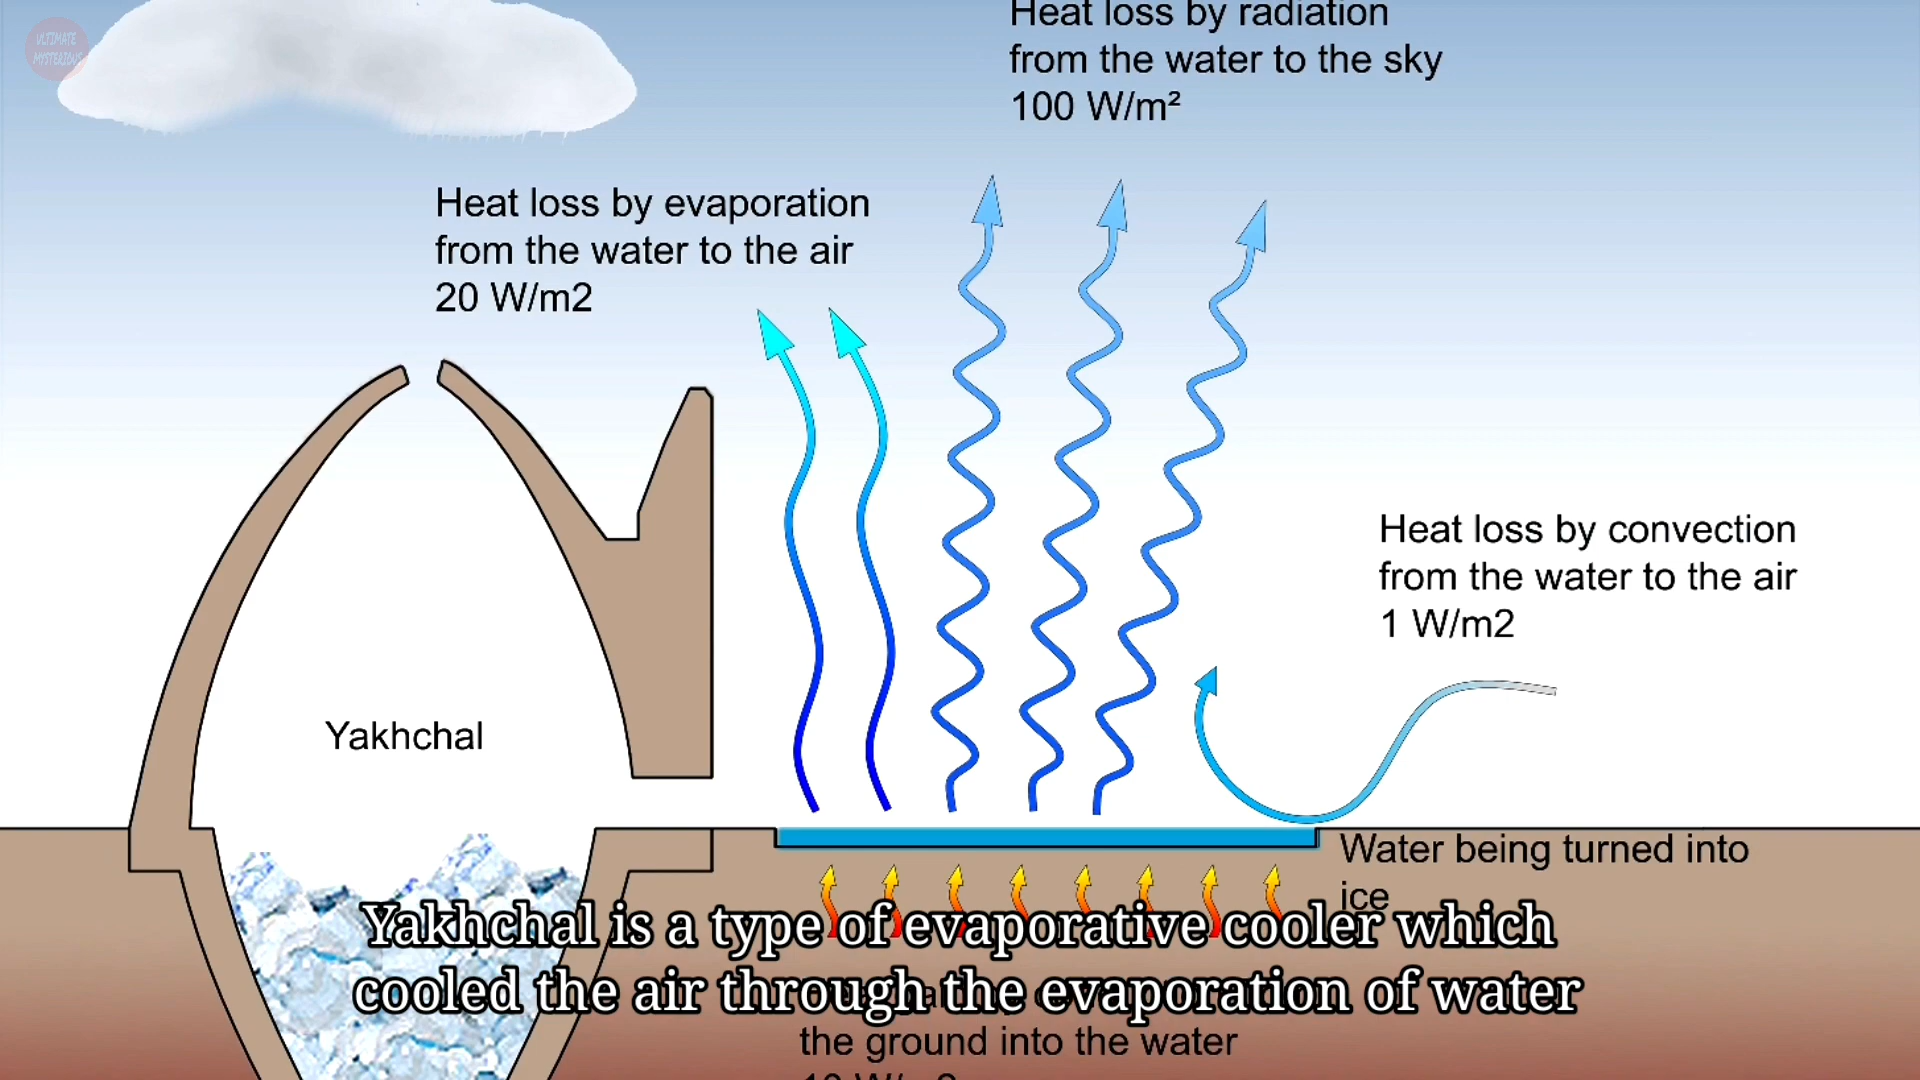 ULTIMATE
MYSTERIOUS
Heat loss by radiation
from the water to the sky
100 W/m²
Heat loss by evaporation
from the water to the air
20 W/m2
Heat loss by convection
from the water to the air
1 W/m2
Yakhchal
Water being turned into
ice
Yakhchal is a type of evaporative cooler which
cooled the air through the evaporation of water
the ground into the water